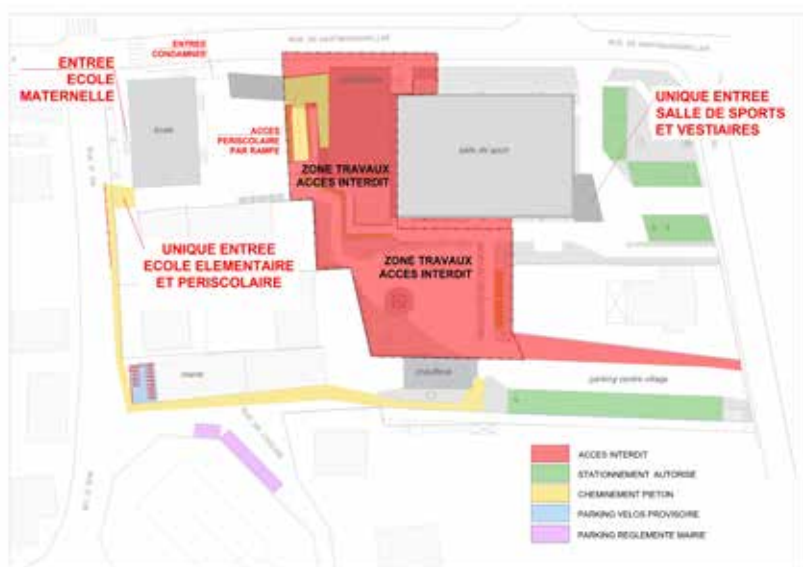 ENTREE
CONDAMNEE
ENTREE
ECOLE
MATERNELLE
UNIQUE ENTREE
SALLE DE SPORTS
ET VESTIAIRES
ACCES
PERISCOLAIRE
PAR RAMPE
salle de sport
ZONE TRAVAUX
ACCES INTERDIT
UNIQUE ENTREE
ECOLE ELEMENTAIRE
ET PERISCOLAIRE
ZONE TRAVAUX
ACCES INTERDIT
mairie
chaufferie
parking centre village
ACCES INTERDIT
STATIONNEMENT AUTORISE
CHEMINEMENT PIETON
PARKING VELOS PROVISOIRE
PARKING REGLEMENTE MAIRIE